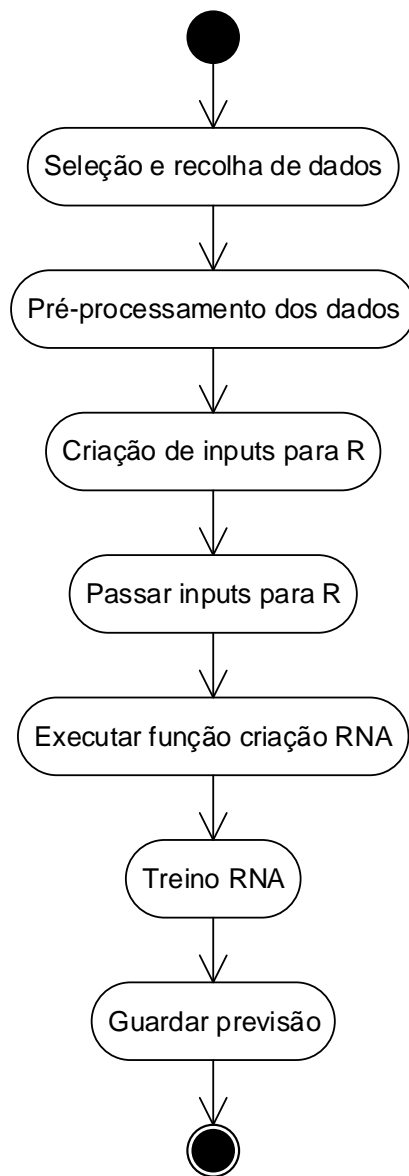 Seleção e recolha de dados
Pré-processamento dos dados
Criação de inputs para R
Passar inputs para R
Executar função criação RNA
Treino RNA
Guardar previsão